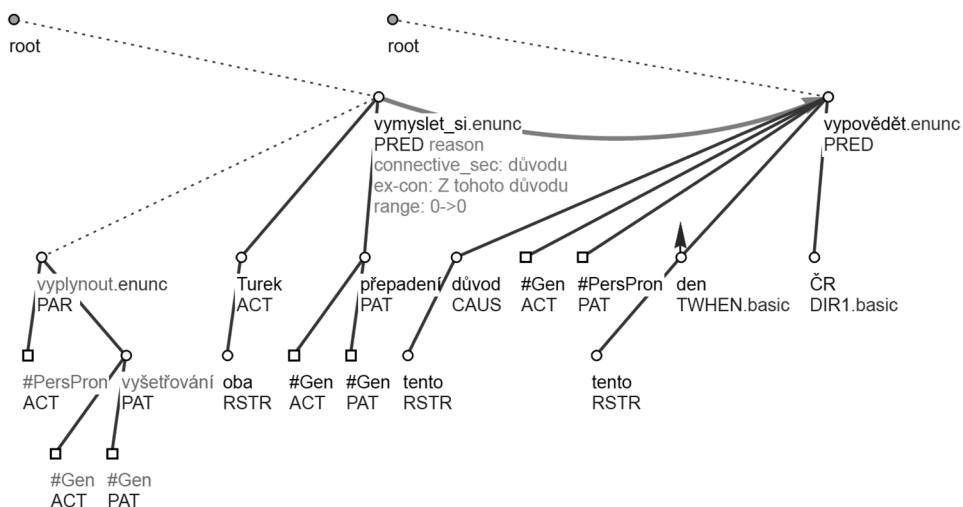 root
root
vymyslet_si.enunc
PRED reason
connective_sec: důvodu
ex-con: Z tohoto důvodu
range: 0->0
vypovědět.enunc
PRED
vyplynout.enunc
PAR
Turek
ACT
přepadení
PAT
důvod
CAUS
#Gen
ACT
#PersPron
PAT
den
TWHEN.basic
ČR
DIR1.basic
#PersPron
ACT
vyšetřování
PAT
oba
RSTR
#Gen
ACT
#Gen
PAT
tento
RSTR
tento
RSTR
#Gen
ACT
#Gen
PAT